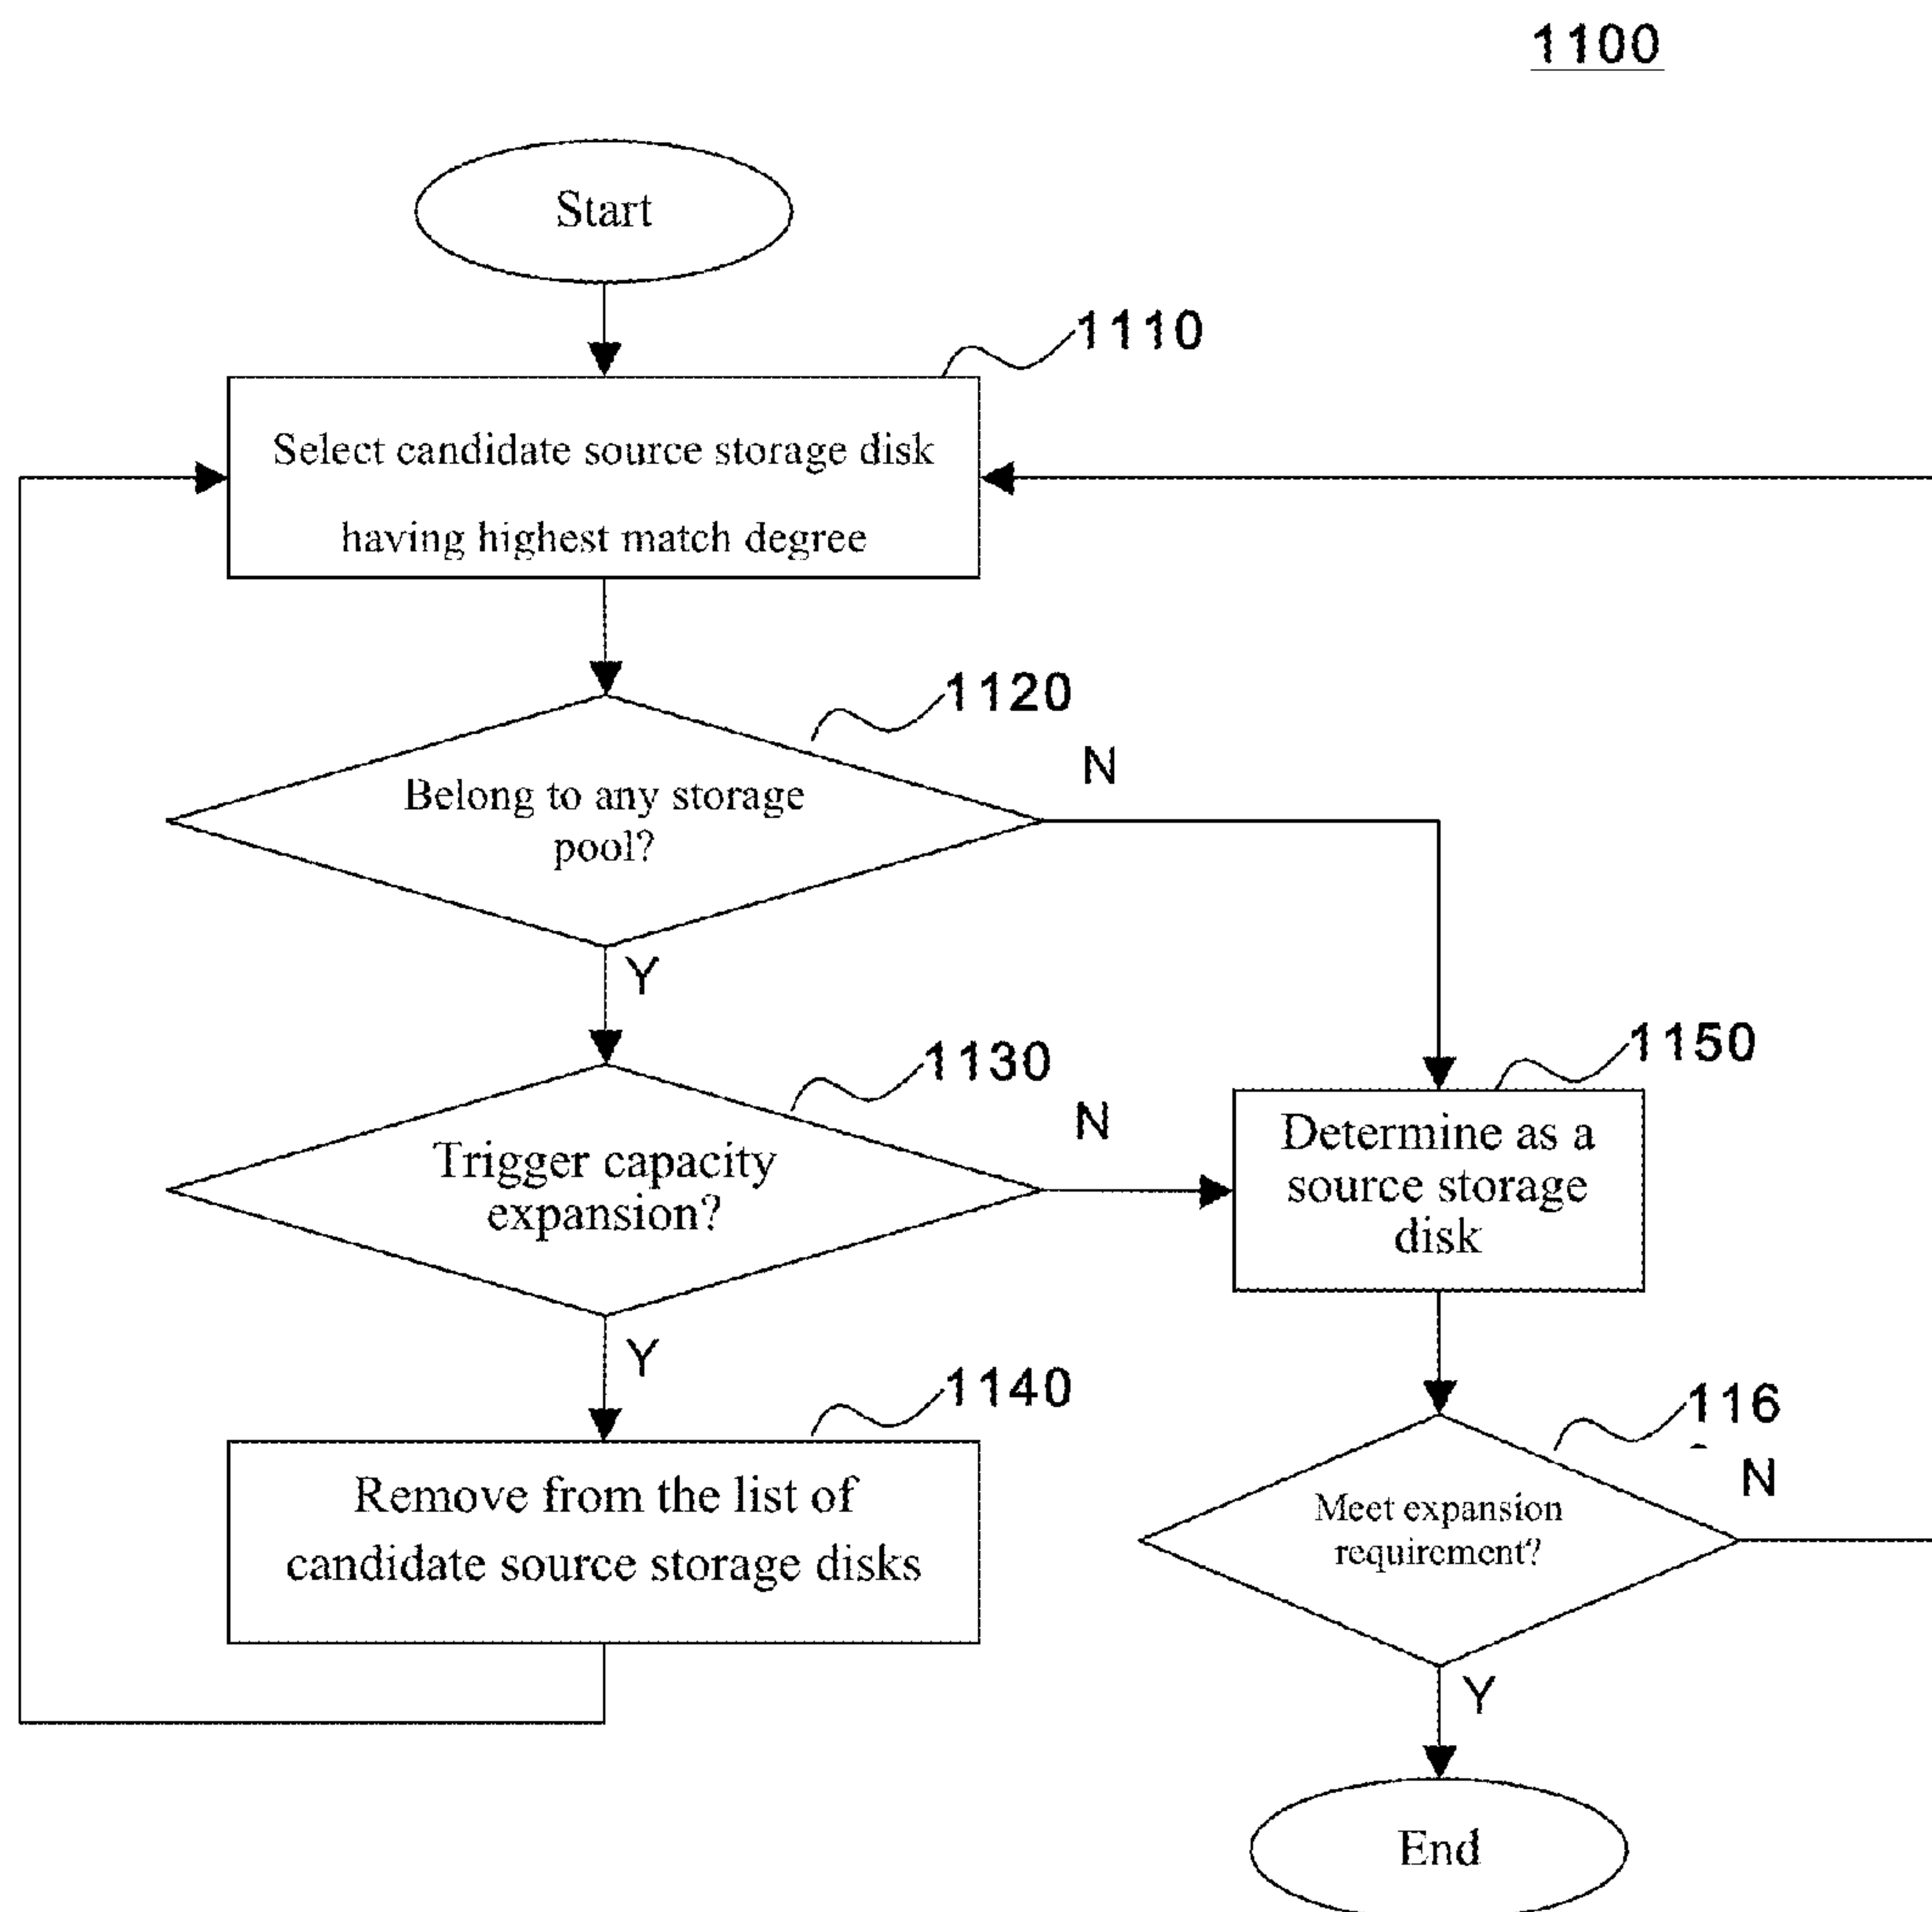 1100
Start
1110
Select candidate source storage disk
having highest match degree
1120
N
Belong to any storage
pool?
Y
1130
N
Trigger capacity
expansion?
1150
Determine as a
source storage
disk
Y
1140
Remove from the list of
candidate source storage disks
116
N
Meet expansion
requirement?
Y
End